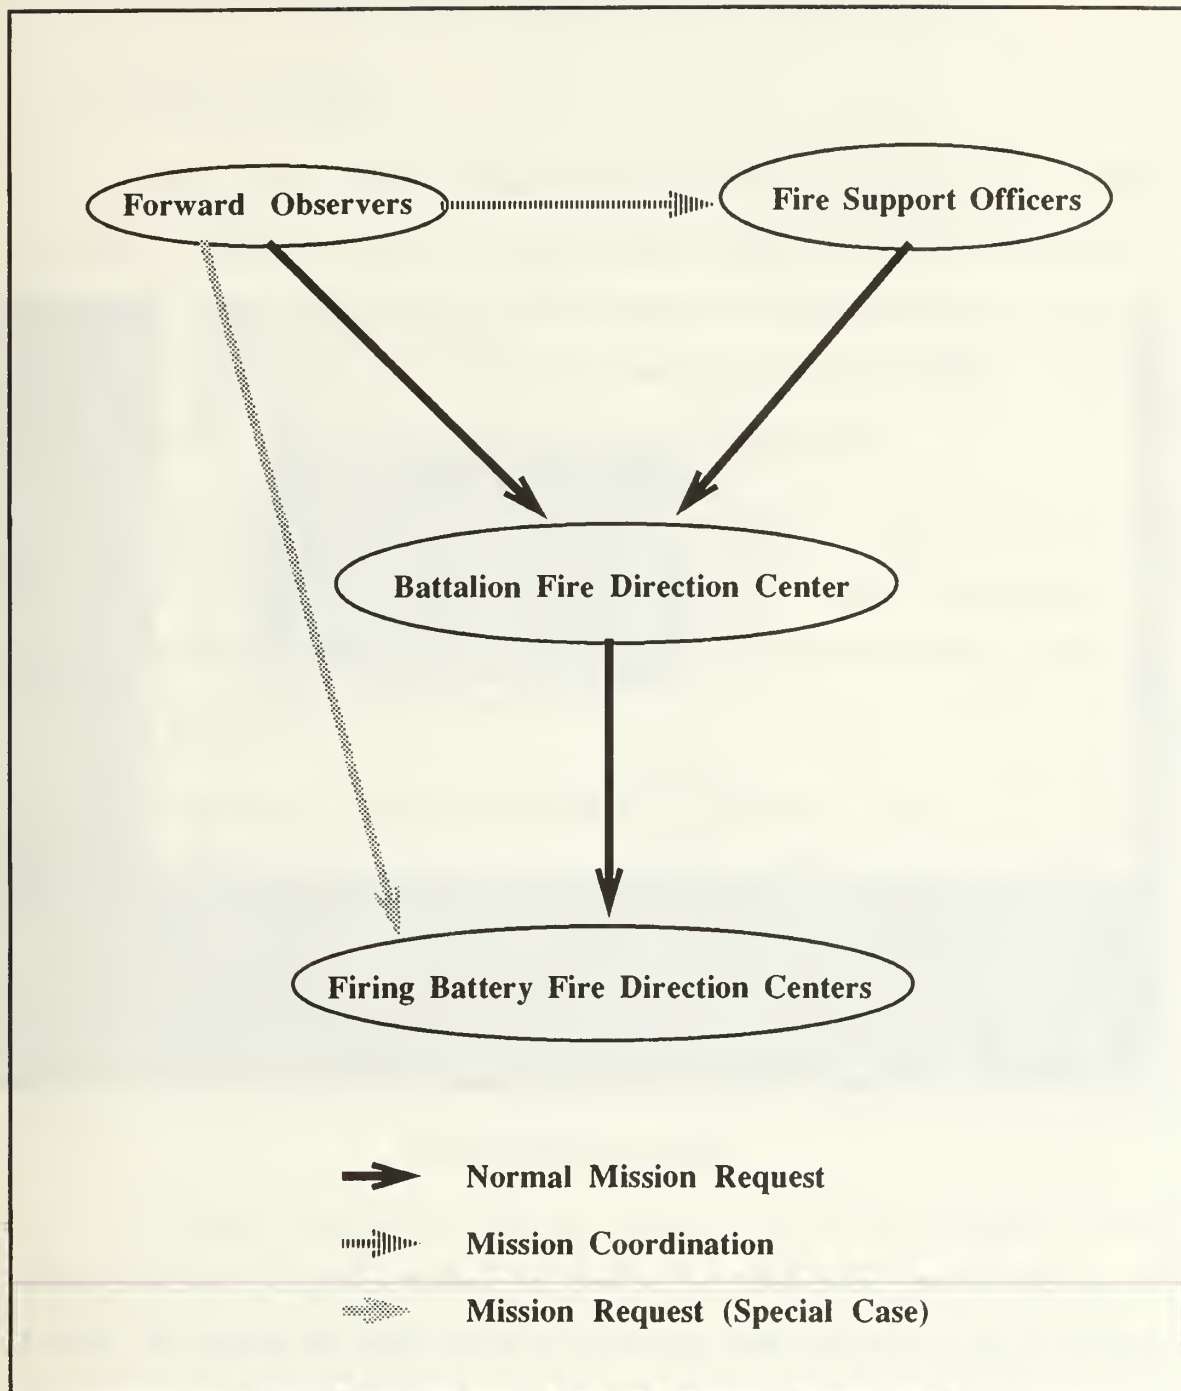 Forward Observers
Fire Support Officers
Battalion Fire Direction Center
Firing Battery Fire Direction Centers
Normal Mission Request
Mission Coordination
Mission Request (Special Case)